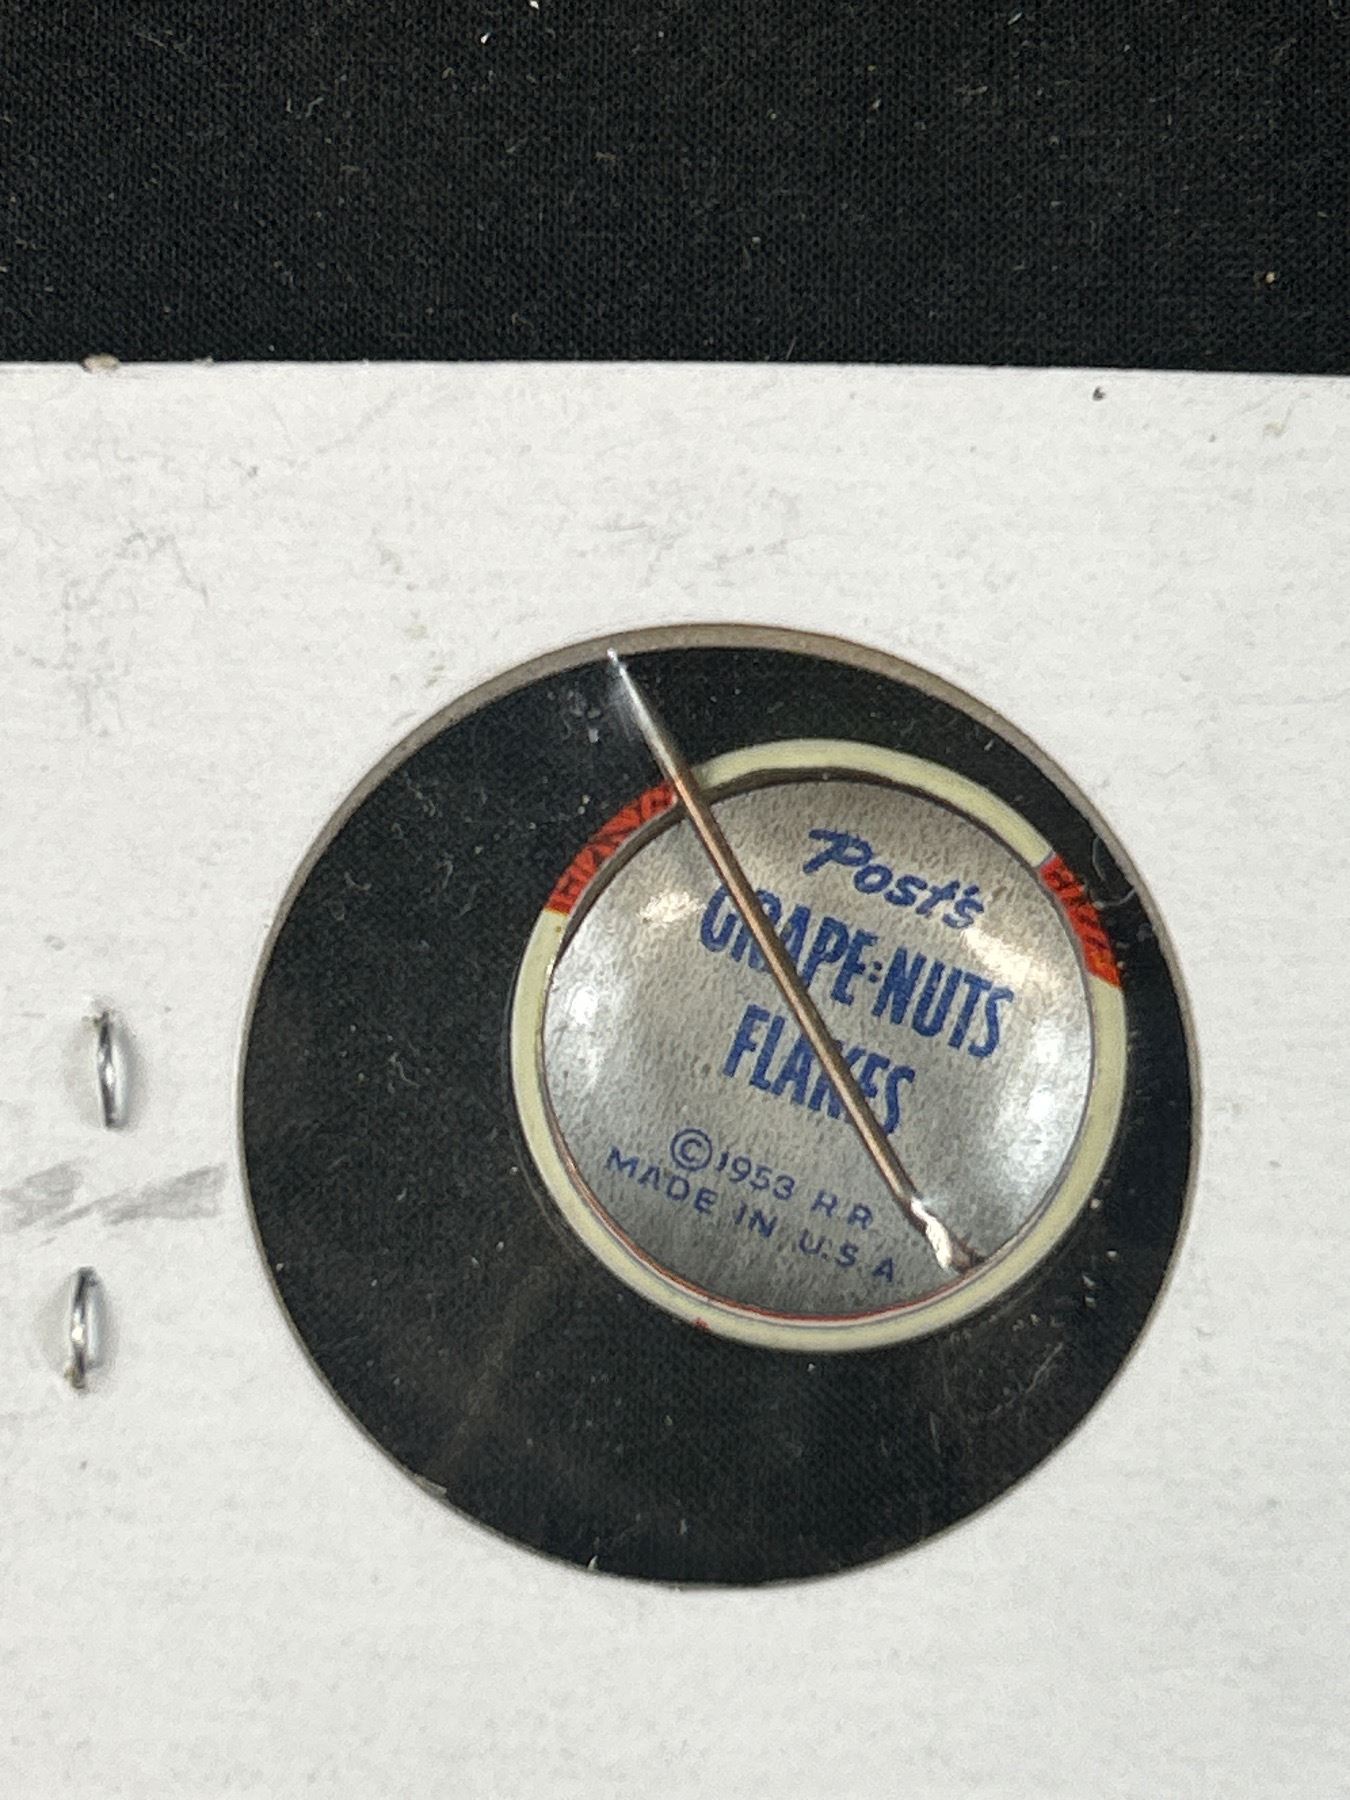 Post's
GRAPE-NUTS
FLAKES
© 1953 R.R.
MADE IN U.S.A.